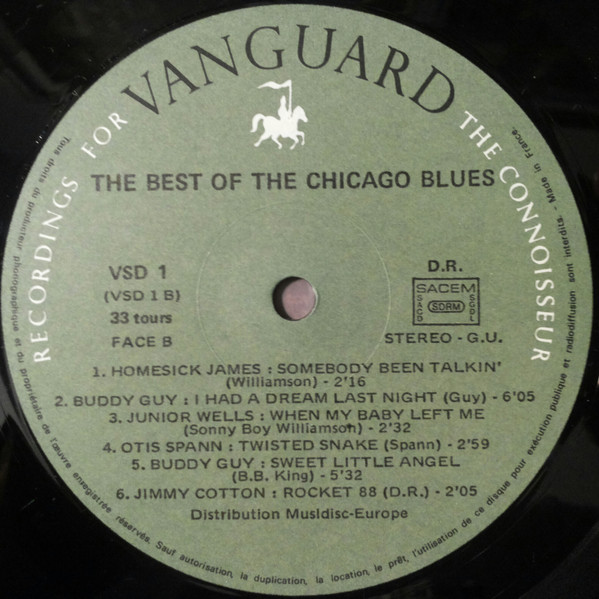 VANGUARD
RECORDINGS FOR THE CONNOISSEUR
THE BEST OF THE CHICAGO BLUES
VSD 1
(VSD 1 B)
33 tours
FACE B
D.R.
SACEM
SACD
SDRM
SGDL
STEREO - G.U.
1. HOMESICK JAMES : SOMEBODY BEEN TALKIN'
(Williamson) - 2'16
2. BUDDY GUY : I HAD A DREAM LAST NIGHT (Guy) - 6'05
3. JUNIOR WELLS : WHEN MY BABY LEFT ME
(Sonny Boy Williamson) - 2'32
4. OTIS SPANN : TWISTED SNAKE (Spann) - 2'59
5. BUDDY GUY : SWEET LITTLE ANGEL
(B.B. King) - 5'32
6. JIMMY COTTON : ROCKET 88 (D.R.) - 2'05
Distribution Musidisc-Europe
Tous droits du producteur phonographique et du propriétaire de l'œuvre enregistrée réservés. Sauf autorisation, la duplication, la location, le prêt, l'utilisation de ce disque pour exécution publique et radiodiffusion sont interdits. - Made in France.